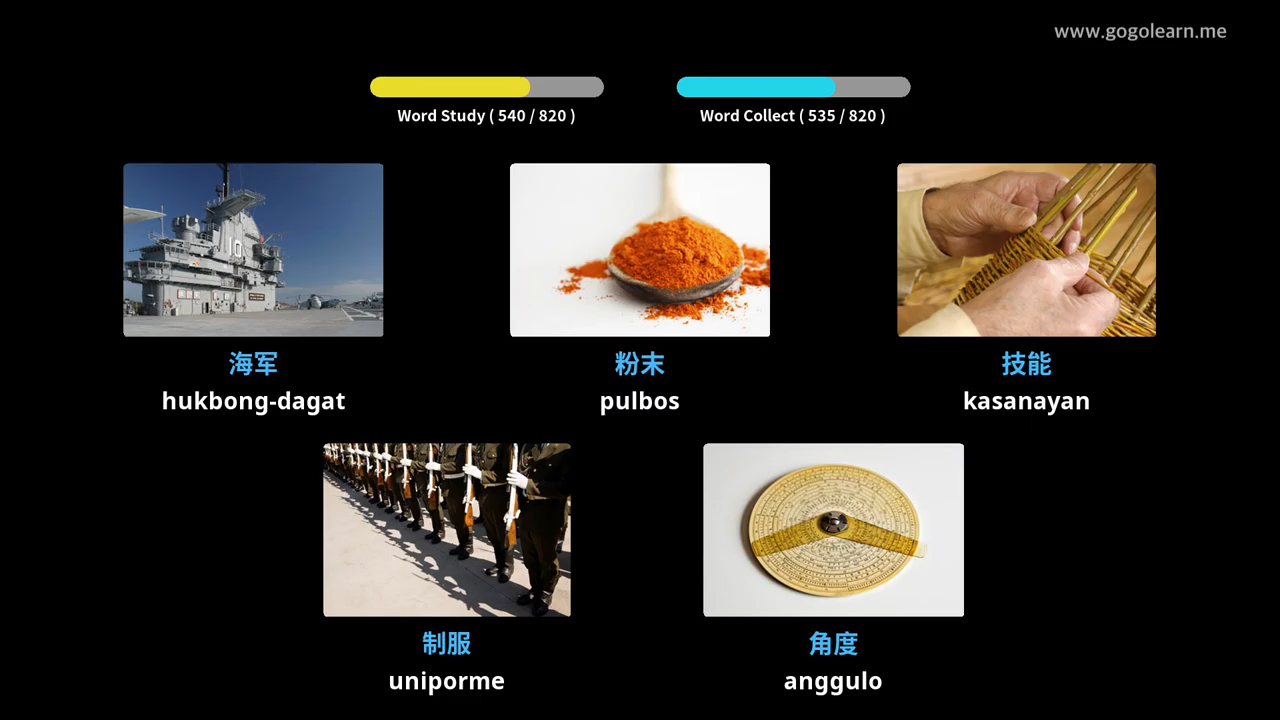 www.gogolearn.me
Word Study ( 540 / 820 )
Word Collect ( 535 / 820 )
10
海军
hukbong-dagat
粉末
pulbos
技能
kasanayan
制服
uniporme
角度
anggulo